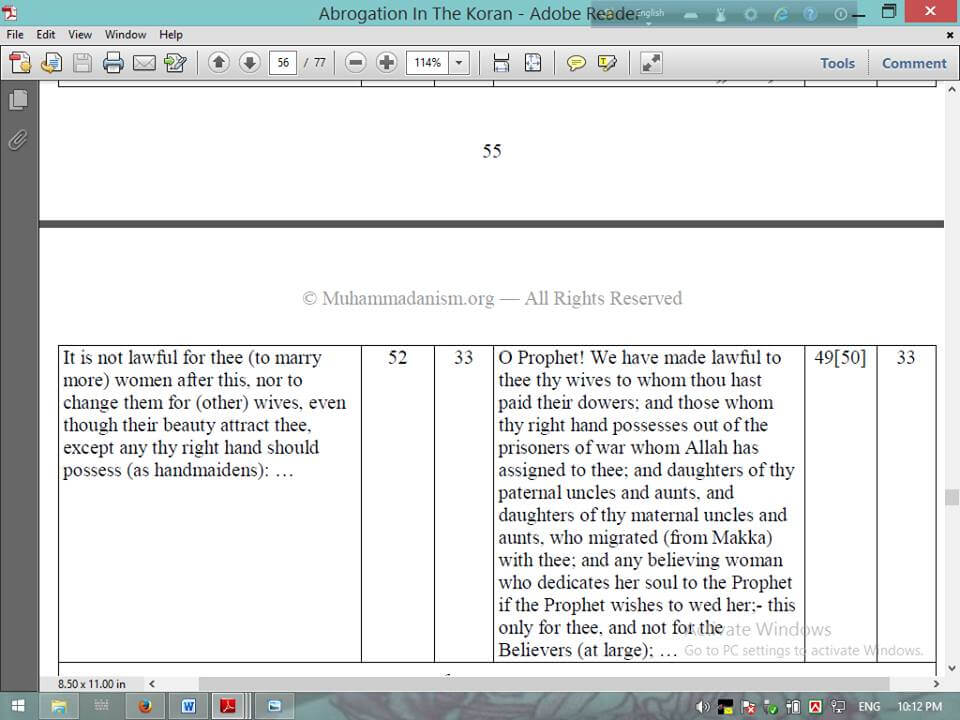 Abrogation In The Koran - Adobe Reade
English
File Edit View Window Help
56 / 77
114%
Tools
Comment
55
© Muhammadanism.org — All Rights Reserved
It is not lawful for thee (to marry
more) women after this, nor to
change them for (other) wives, even
though their beauty attract thee,
except any thy right hand should
possess (as handmaidens): …
52
33
O Prophet! We have made lawful to
thee thy wives to whom thou hast
paid their dowers; and those whom
thy right hand possesses out of the
prisoners of war whom Allah has
assigned to thee; and daughters of thy
paternal uncles and aunts, and
daughters of thy maternal uncles and
aunts, who migrated (from Makka)
with thee; and any believing woman
who dedicates her soul to the Prophet
if the Prophet wishes to wed her;- this
only for thee, and not for the
Believers (at large); …
49[50]
33
Activate Windows
Go to PC settings to activate Windows.
8.50 x 11.00 in
ENG
10:12 PM